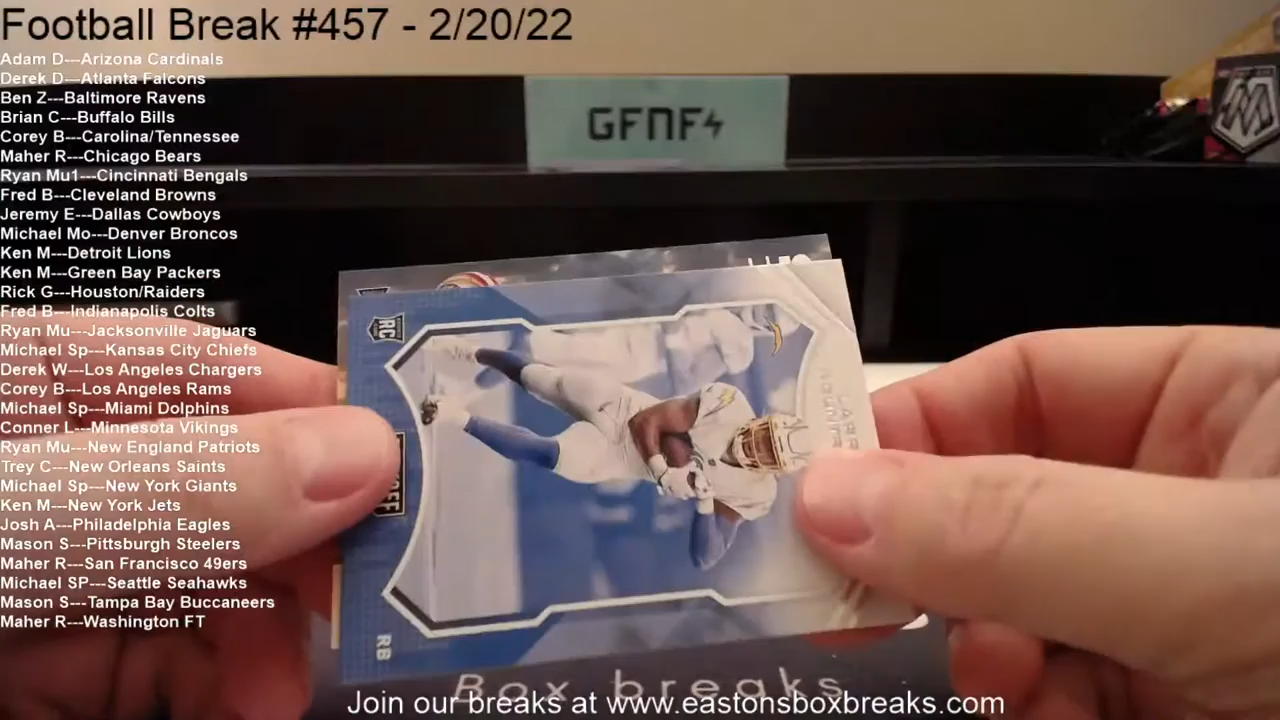 Football Break #457 - 2/20/22
Adam D---Arizona Cardinals
Derek D---Atlanta Falcons
Ben Z---Baltimore Ravens
Brian C---Buffalo Bills
Corey B---Carolina/Tennessee
Maher R---Chicago Bears
Ryan Mu1---Cincinnati Bengals
Fred B---Cleveland Browns
Jeremy E---Dallas Cowboys
Michael Mo---Denver Broncos
Ken M---Detroit Lions
Ken M---Green Bay Packers
Rick G---Houston/Raiders
Fred B---Indianapolis Colts
Ryan Mu---Jacksonville Jaguars
Michael Sp---Kansas City Chiefs
Derek W---Los Angeles Chargers
Corey B---Los Angeles Rams
Michael Sp---Miami Dolphins
Conner L---Minnesota Vikings
Ryan Mu---New England Patriots
Trey C---New Orleans Saints
Michael Sp---New York Giants
Ken M---New York Jets
Josh A---Philadelphia Eagles
Mason S---Pittsburgh Steelers
Maher R---San Francisco 49ers
Michael SP---Seattle Seahawks
Mason S---Tampa Bay Buccaneers
Maher R---Washington FT
GFNF
RC
RB
Box breaks
Join our breaks at www.eastonsboxbreaks.com